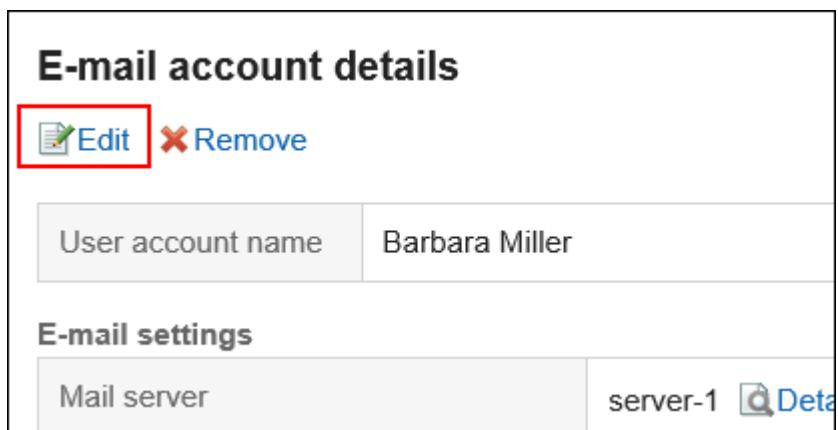 E-mail account details
Edit Remove
User account name Barbara Miller
E-mail settings
Mail server server-1